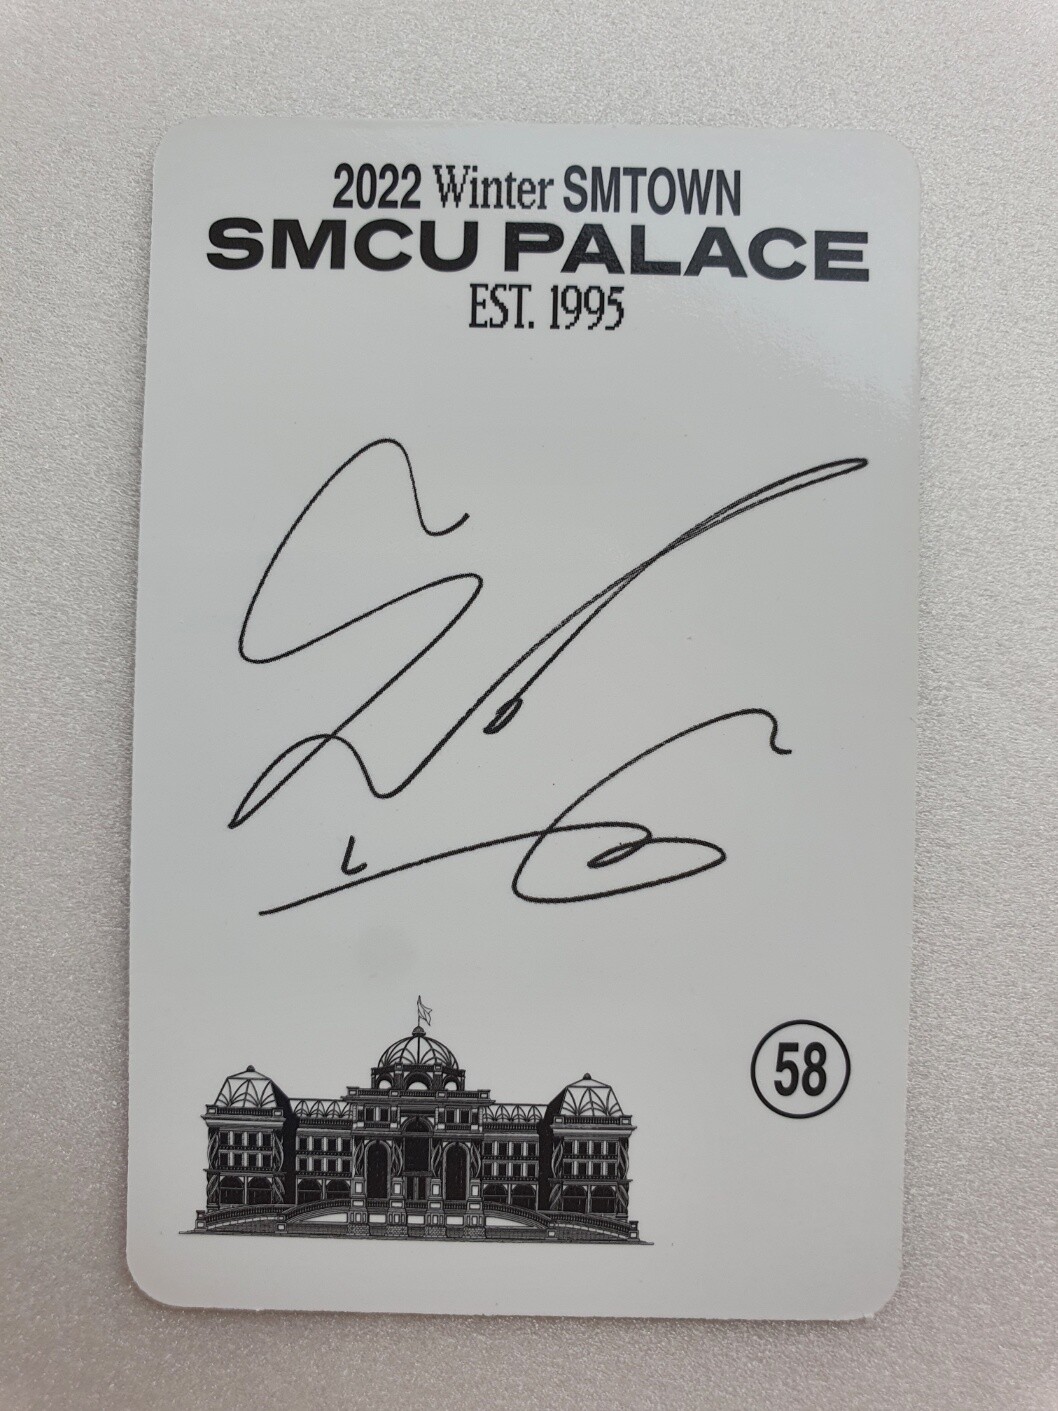 2022 Winter SMTOWN
SMCU PALACE
EST. 1995
58